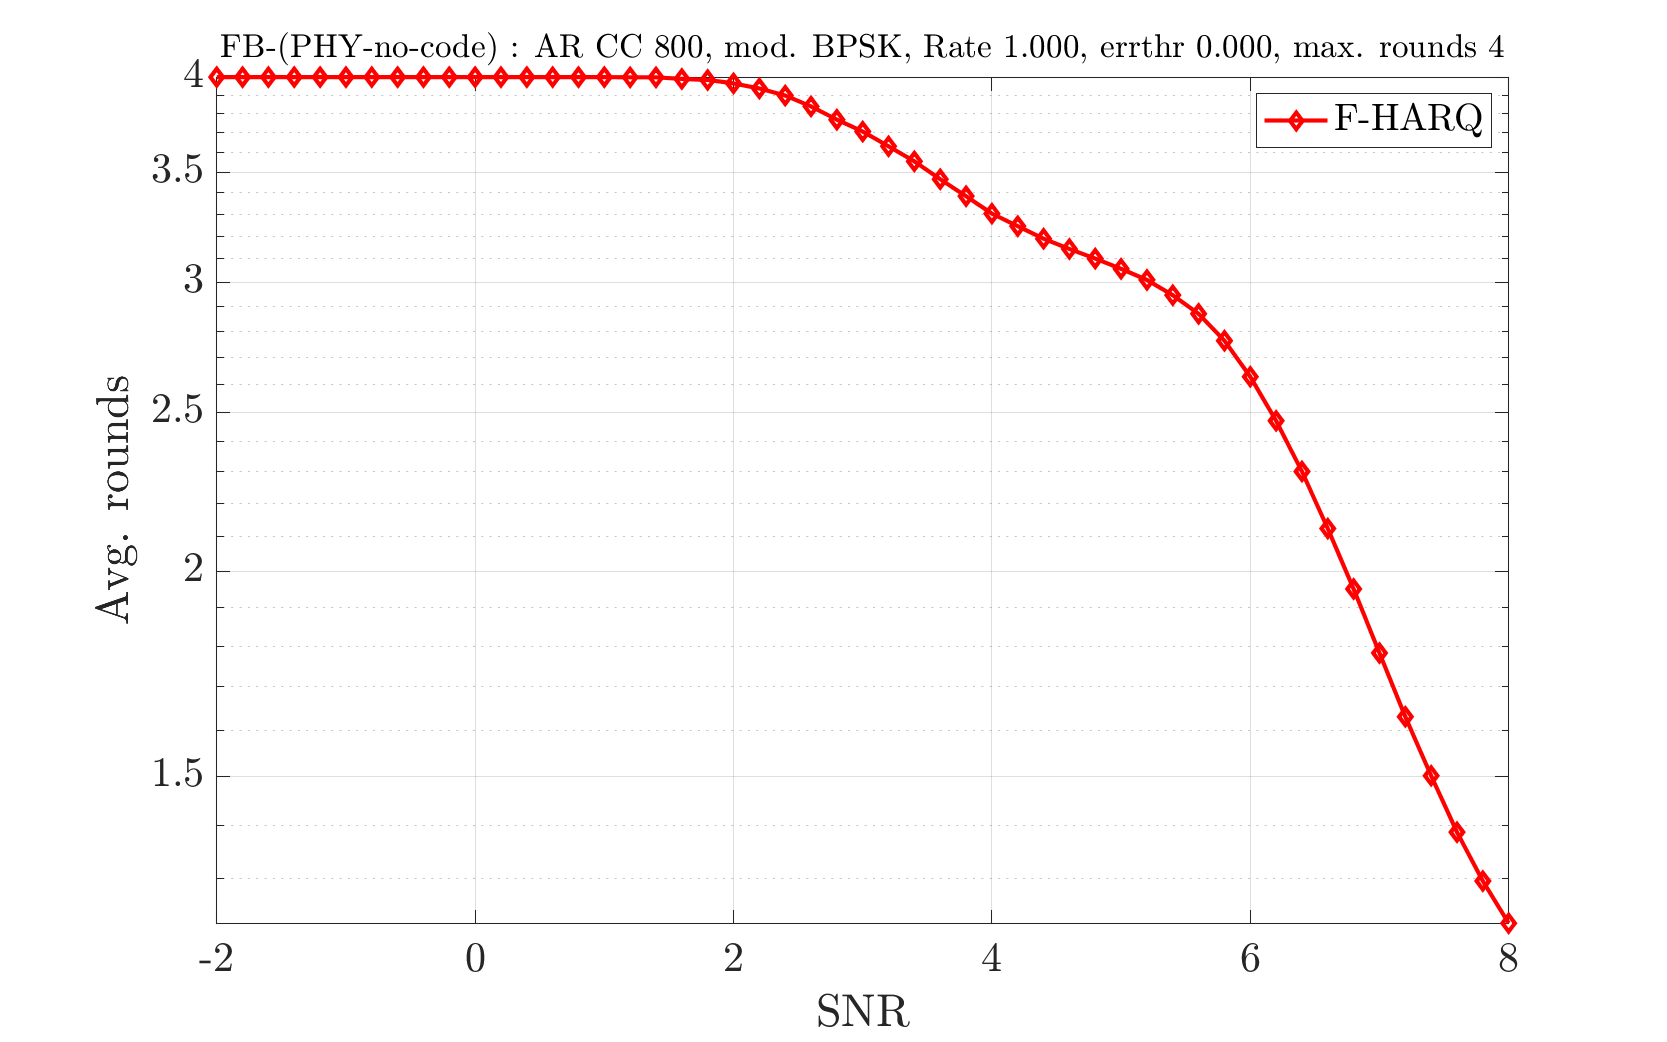 FB-(PHY-no-code) : AR CC 800, mod. BPSK, Rate 1.000, errthr 0.000, max. rounds 4
F-HARQ
4
3.5
3
2.5
2
1.5
Avg. rounds
-2 0 2 4 6 8
SNR